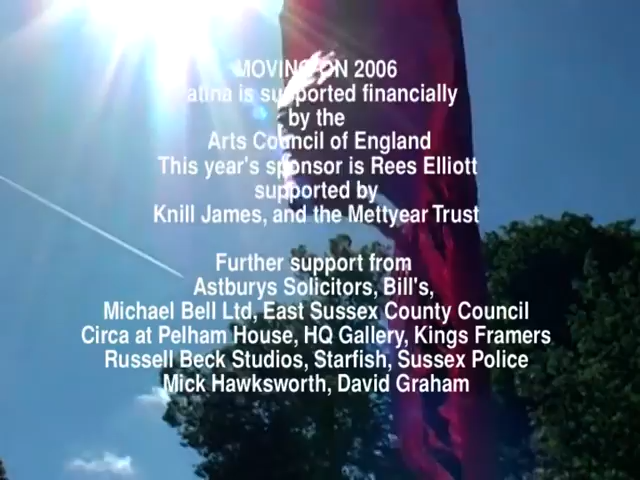 MOVING ON 2006
atina is supported financially
by the
Arts Council of England
This year's sponsor is Rees Elliott
supported by
Knill James, and the Mettyear Trust
Further support from
Astburys Solicitors, Bill's,
Michael Bell Ltd, East Sussex County Council
Circa at Pelham House, HQ Gallery, Kings Framers
Russell Beck Studios, Starfish, Sussex Police
Mick Hawksworth, David Graham